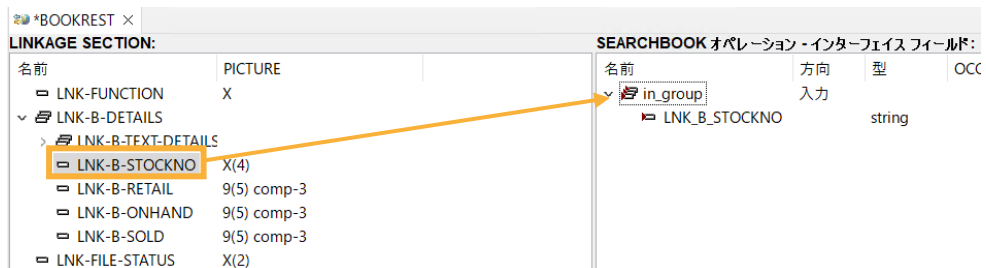 *BOOKREST
LINKAGE SECTION:
名前 PICTURE
LNK-FUNCTION X
LNK-B-DETAILS
LNK-B-TEXT-DETAILS
LNK-B-STOCKNO X(4)
LNK-B-RETAIL 9(5) comp-3
LNK-B-ONHAND 9(5) comp-3
LNK-B-SOLD 9(5) comp-3
LNK-FILE-STATUS X(2)
SEARCHBOOK オペレーション - インターフェイス フィールド:
名前 方向 型 OCC
in_group 入力
LNK_B_STOCKNO string